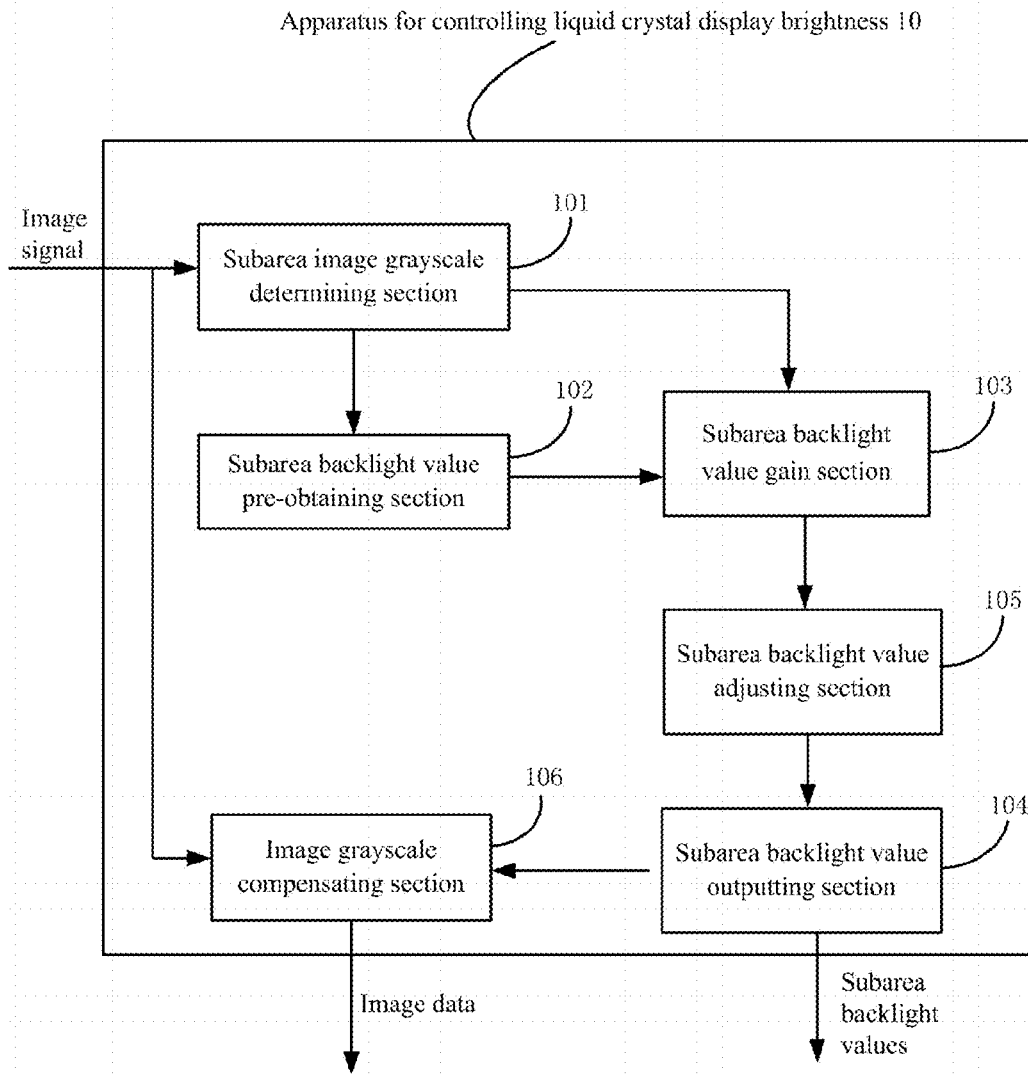 Apparatus for controlling liquid crystal display brightness 10
Image
signal
101
Subarea image grayscale
determining section
102
Subarea backlight value
pre-obtaining section
103
Subarea backlight
value gain section
105
Subarea backlight value
adjusting section
106
Image grayscale
compensating section
104
Subarea backlight value
outputting section
Image data
Subarea
backlight
values